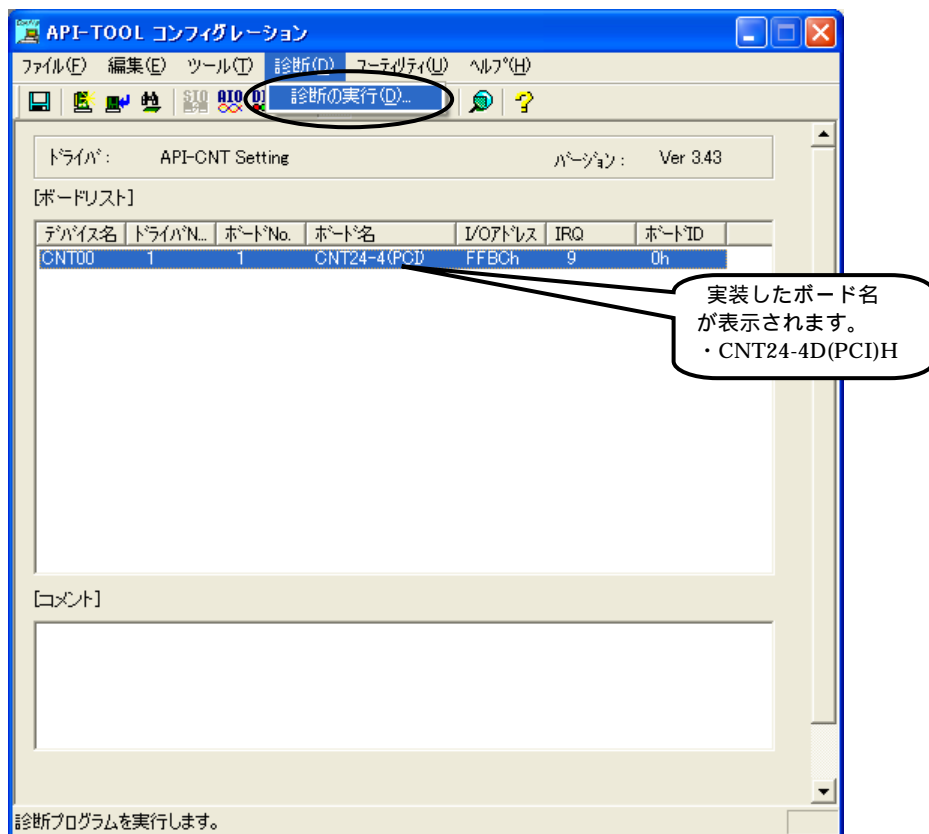 API-TOOL コンフィグレーション
ファイル(F) 編集(E) ツール(T) 診断(D) ユーティリティ(U) ヘルプ(H)
SIO AIO
診断の実行(D)...
ドライバ: API-CNT Setting バージョン: Ver 3.43
[ボードリスト]
デバイス名 ドライバN... ボードNo. ボード名 I/Oアドレス IRQ ボードID
CNT00 1 1 CNT24-4(PCI) FFBCh 9 0h
実装したボード名
が表示されます。
・CNT24-4D(PCI)H
[コメント]
診断プログラムを実行します。